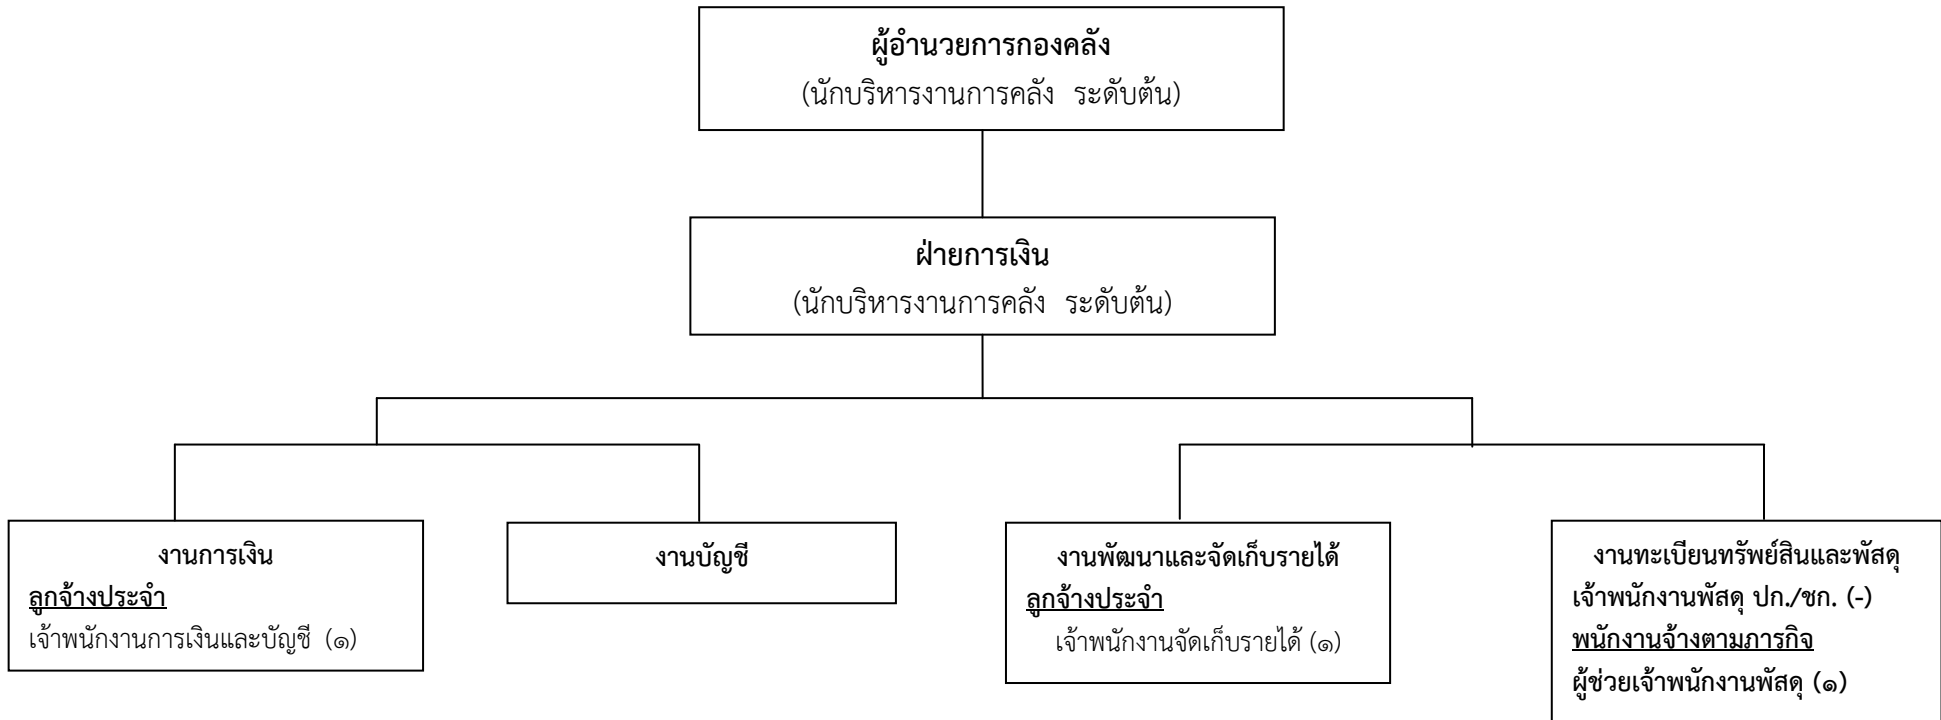 ผู้อำนวยการกองคลัง
(นักบริหารงานการคลัง ระดับต้น)
ฝ่ายการเงิน
(นักบริหารงานการคลัง ระดับต้น)
งานการเงิน
ลูกจ้างประจำ
เจ้าพนักงานการเงินและบัญชี (๑)
งานบัญชี
งานพัฒนาและจัดเก็บรายได้
ลูกจ้างประจำ
เจ้าพนักงานจัดเก็บรายได้ (๑)
งานทะเบียนทรัพย์สินและพัสดุ
เจ้าพนักงานพัสดุ ปก./ชก. (-)
พนักงานจ้างตามภารกิจ
ผู้ช่วยเจ้าพนักงานพัสดุ (๑)